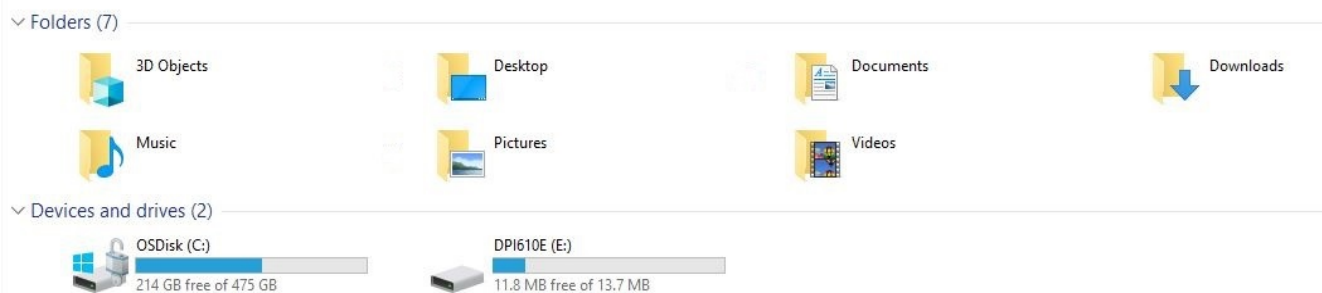 Folders (7)
3D Objects
Desktop
Documents
Downloads
Music
Pictures
Videos
Devices and drives (2)
OSDisk (C:)
214 GB free of 475 GB
DPI610E (E:)
11.8 MB free of 13.7 MB